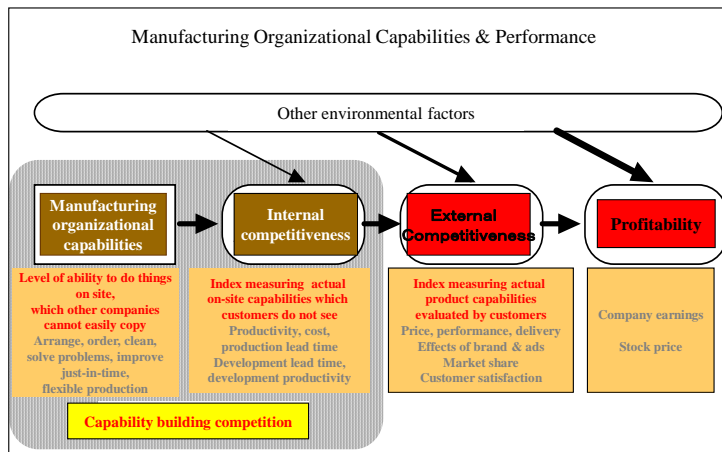 Manufacturing Organizational Capabilities & Performance
Other environmental factors
Manufacturing
organizational
capabilities
Internal
competitiveness
External
Competitiveness
Profitability
Level of ability to do things
on site,
which other companies
cannot easily copy
Arrange, order, clean,
solve problems, improve
just-in-time,
flexible production
Index measuring actual
on-site capabilities which
customers do not see
Productivity, cost,
production lead time
Development lead time,
development productivity
Index measuring actual
product capabilities
evaluated by customers
Price, performance, delivery
Effects of brand & ads
Market share
Customer satisfaction
Company earnings
Stock price
Capability building competition